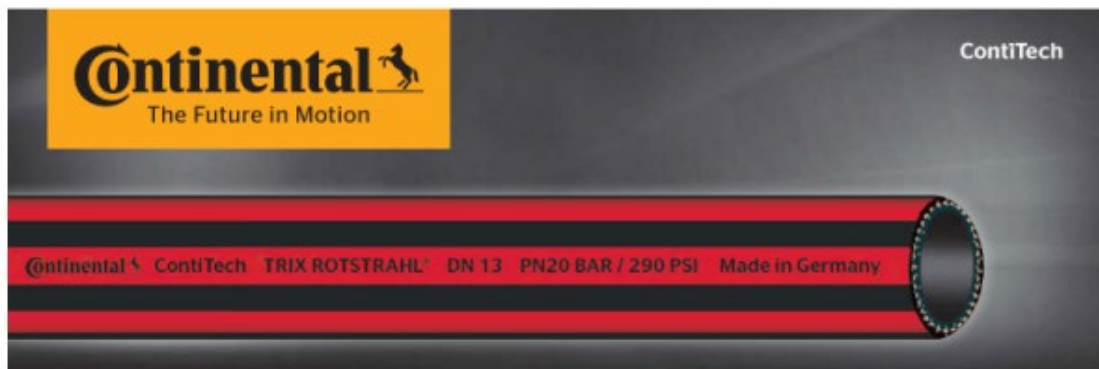 Continental
The Future in Motion
ContiTech
Continental ContiTech TRIX ROTSTRAHL® DN 13 PN20 BAR / 290 PSI Made in Germany